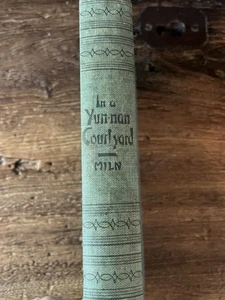 In a
Yun-nan
Courtyard
MILN